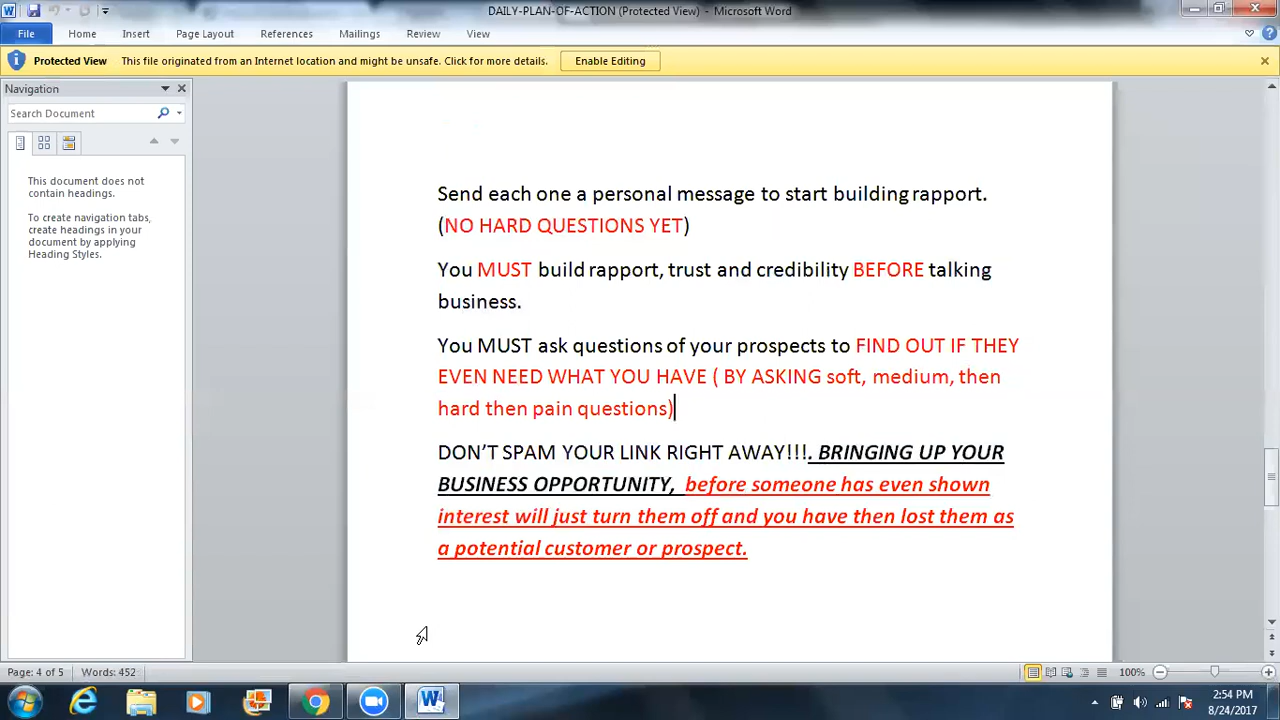 DAILY-PLAN-OF-ACTION (Protected View) - Microsoft Word
File Home Insert Page Layout References Mailings Review View
Protected View This file originated from an Internet location and might be unsafe. Click for more details. Enable Editing
Navigation
Search Document
This document does not
contain headings.
To create navigation tabs,
create headings in your
document by applying
Heading Styles.
Send each one a personal message to start building rapport.
(NO HARD QUESTIONS YET)
You MUST build rapport, trust and credibility BEFORE talking
business.
You MUST ask questions of your prospects to FIND OUT IF THEY
EVEN NEED WHAT YOU HAVE ( BY ASKING soft, medium, then
hard then pain questions)
DON’T SPAM YOUR LINK RIGHT AWAY!!!. BRINGING UP YOUR
BUSINESS OPPORTUNITY, before someone has even shown
interest will just turn them off and you have then lost them as
a potential customer or prospect.
Page: 4 of 5 Words: 452 100%
2:54 PM
8/24/2017